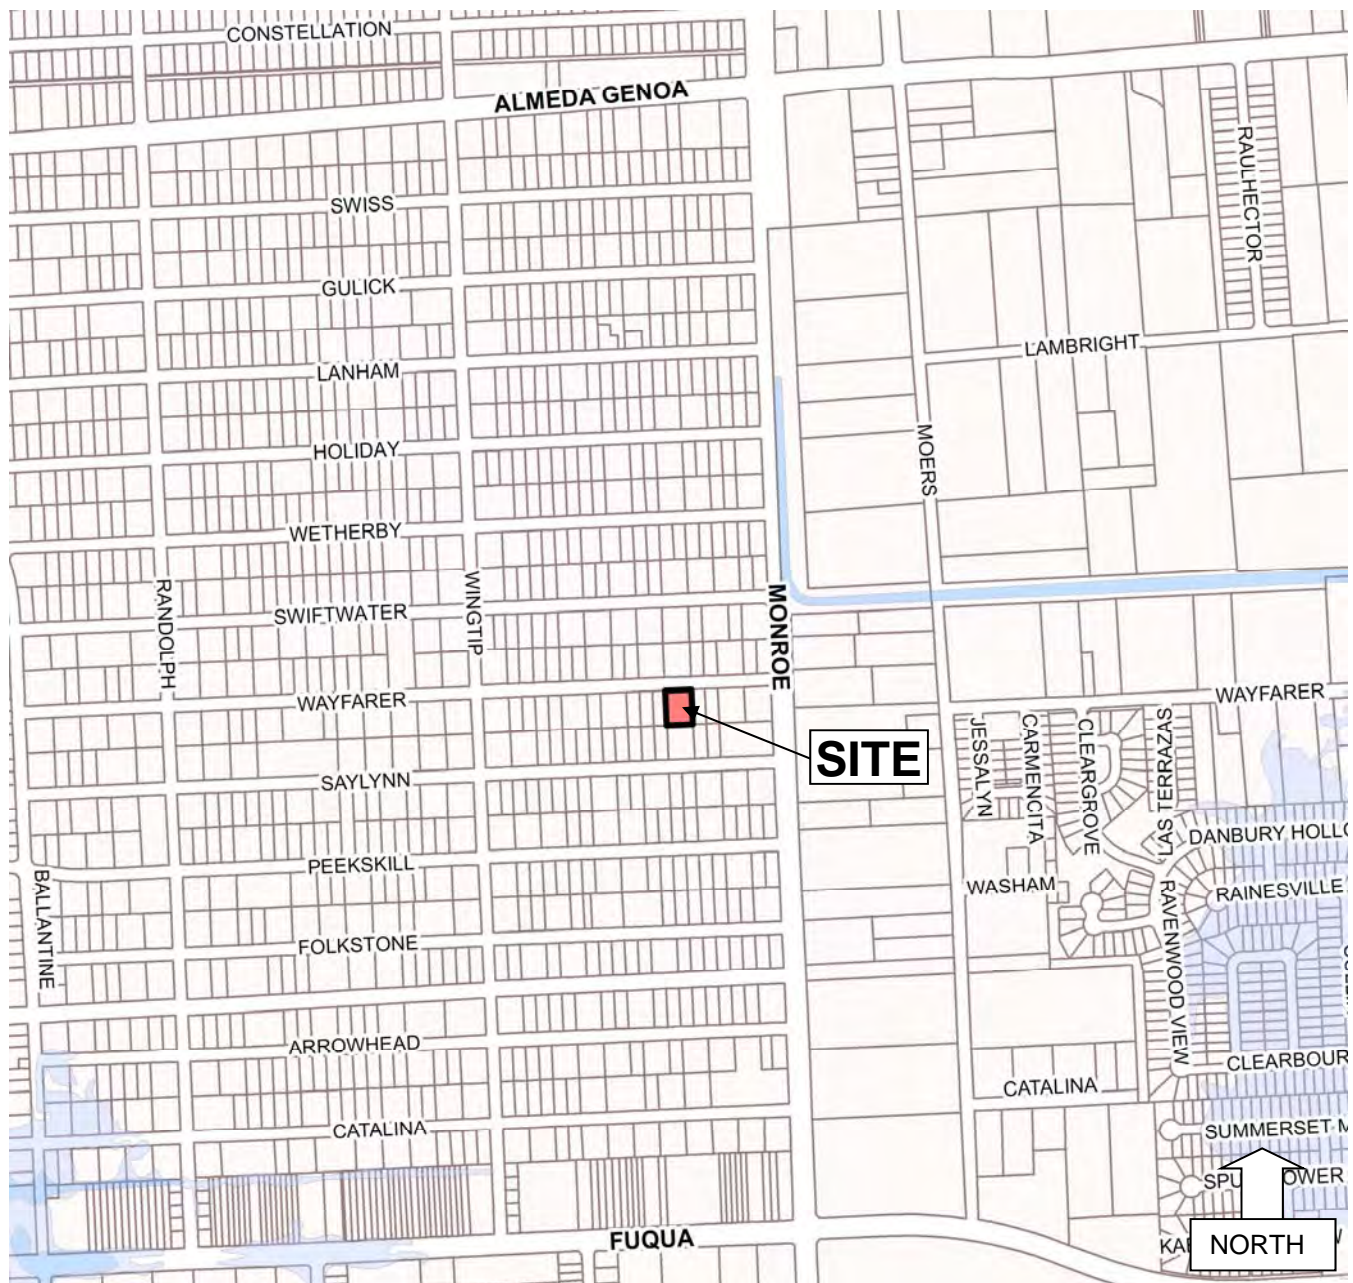 CONSTELLATION
ALMEDA GENOA
RAULHECTOR
SWISS
GULICK
LAMBRIGHT
LANHAM
HOLIDAY
MOERS
WETHERBY
RANDOLPH
WINGTIP
SWIFTWATER
MONROE
WAYFARER
WAYFARER
SITE
JESSALYN
CARMENCITA
CLEARGROVE
LAS TERRAZAS
SAYLYNN
DANBURY HOLLO
PEEKSKILL
BALLANTINE
WASHAM
RAVENWOOD VIEW
RAINESVILLE
FOLKSTONE
ARROWHEAD
CLEARBOUR
CATALINA
CATALINA
SUMMERSET M
SPU OWER
FUQUA
NORTH